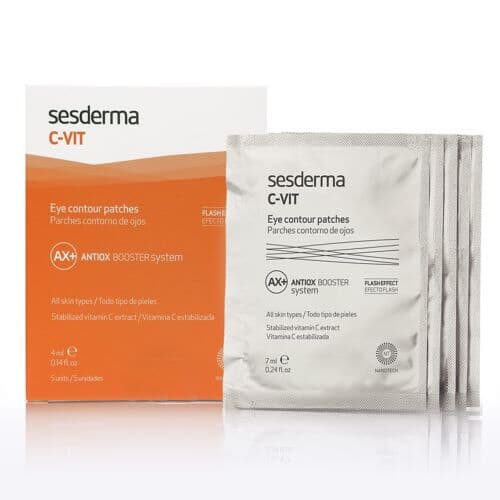 sesderma
C-VIT
Eye contour patches
Parches contorno de ojos
FLASH EFFECT
EFECTO FLASH
AX+ ANTIOX BOOSTER system
All skin types / Todo tipo de pieles
Stabilized vitamin C extract / Vitamina C estabilizada
4 ml e
0.14 fl.oz
5 units / 5 unidades
sesderma
C-VIT
Eye contour patches
Parches contorno de ojos
AX+ ANTIOX BOOSTER
system
FLASH EFFECT
EFECTO FLASH
All skin types / Todo tipo de pieles
Stabilized vitamin C extract
Vitamina C estabilizada
7 ml e
0.24 fl.oz
NT
NANOTECH